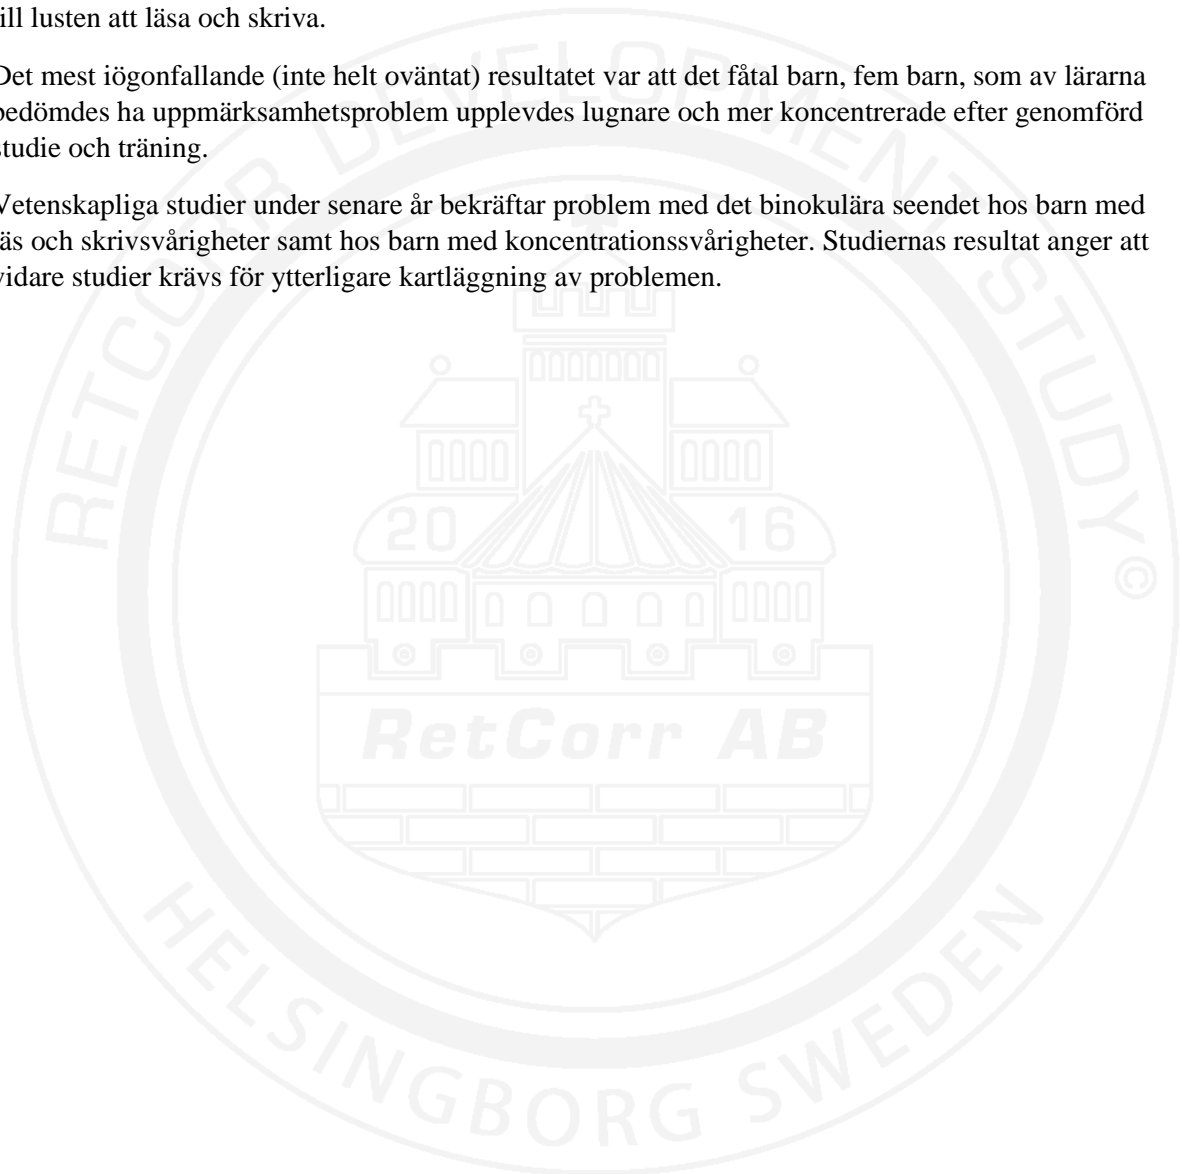 ill lusten att läsa och skriva.
Det mest iögonfallande (inte helt oväntat) resultatet var att det fåtal barn, fem barn, som av lärarna
bedömdes ha uppmärksamhetsproblem upplevdes lugnare och mer koncentrerade efter genomförd
studie och träning.
Vetenskapliga studier under senare år bekräftar problem med det binokulära seendet hos barn med
läs och skrivsvårigheter samt hos barn med koncentrationssvårigheter. Studiernas resultat anger att
vidare studier krävs för ytterligare kartläggning av problemen.
RETCORR DEVELOPMENT STUDY©
20 16
RetCorr AB
HELSINGBORG SWEDEN